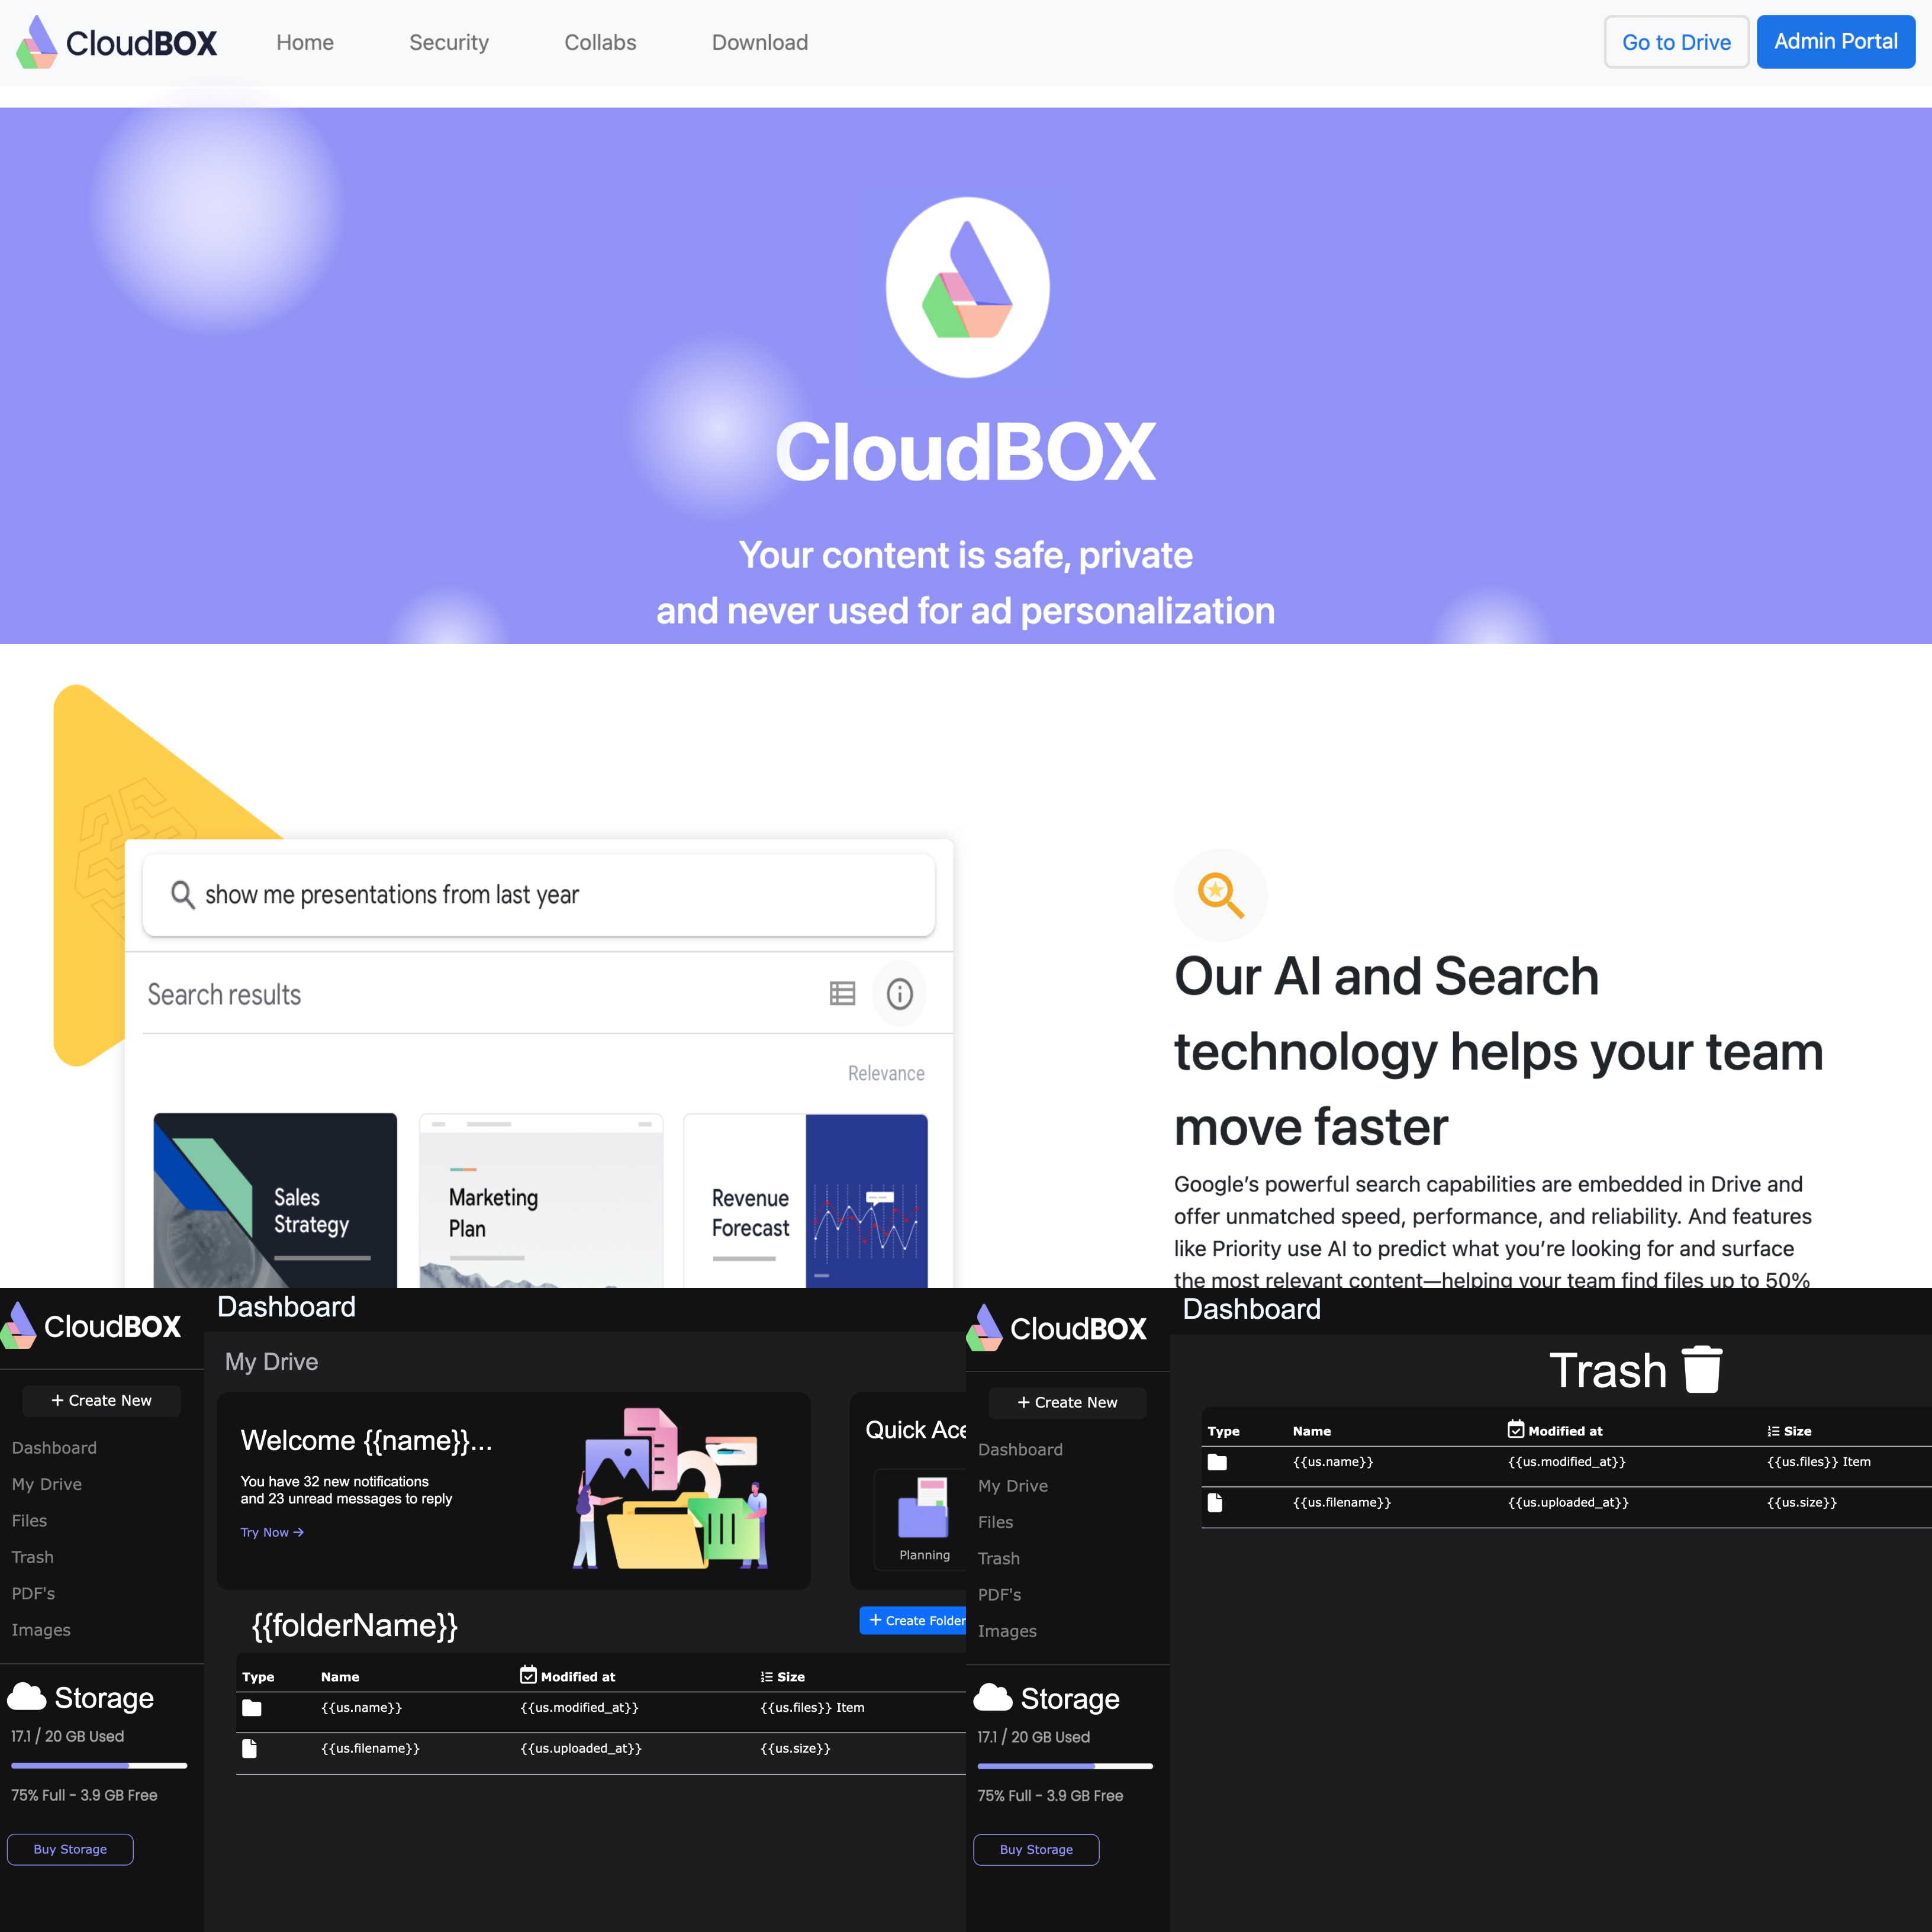 CloudBOX
Home
Security
Collabs
Download
Go to Drive
Admin Portal
CloudBOX
Your content is safe, private
and never used for ad personalization
show me presentations from last year
Search results
Relevance
Sales
Strategy
Marketing
Plan
Revenue
Forecast
Our AI and Search
technology helps your team
move faster
Google’s powerful search capabilities are embedded in Drive and
offer unmatched speed, performance, and reliability. And features
like Priority use AI to predict what you’re looking for and surface
the most relevant content—helping your team find files up to 50%
CloudBOX
+ Create New
Dashboard
My Drive
Files
Trash
PDF's
Images
Storage
17.1 / 20 GB Used
75% Full - 3.9 GB Free
Buy Storage
Dashboard
My Drive
Welcome {{name}}...
You have 32 new notifications
and 23 unread messages to reply
Try Now →
Quick Acc
Planning
{{folderName}}
+ Create Folder
Type Name Modified at Size
{{us.name}} {{us.modified_at}} {{us.files}} Item
{{us.filename}} {{us.uploaded_at}} {{us.size}}
CloudBOX
+ Create New
Dashboard
My Drive
Files
Trash
PDF's
Images
Storage
17.1 / 20 GB Used
75% Full - 3.9 GB Free
Buy Storage
Dashboard
Trash
Type Name Modified at Size
{{us.name}} {{us.modified_at}} {{us.files}} Item
{{us.filename}} {{us.uploaded_at}} {{us.size}}